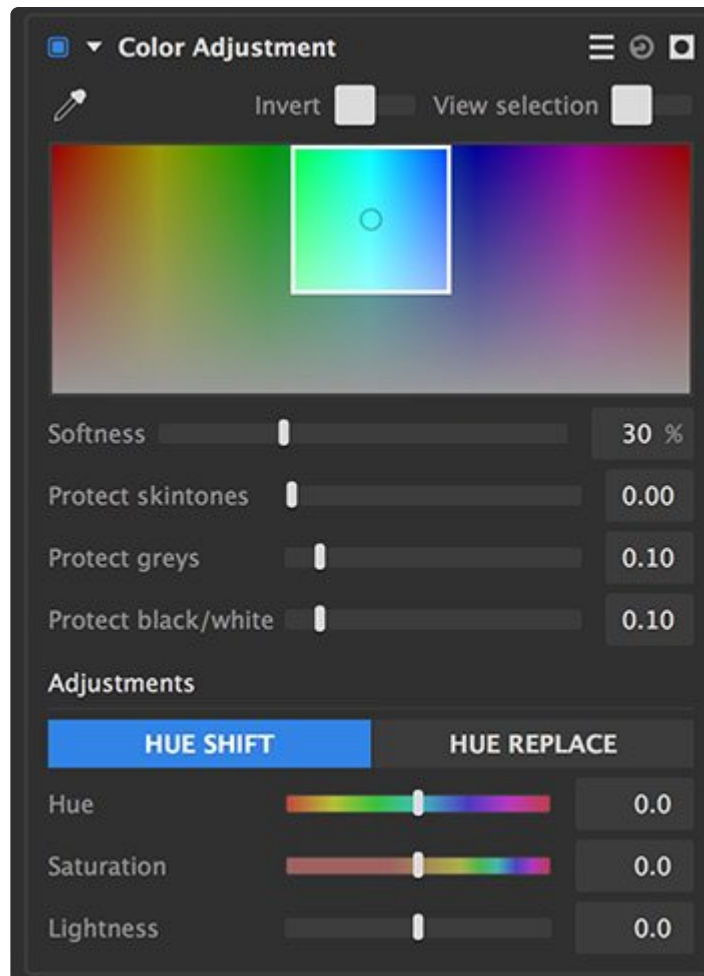 Color Adjustment
Invert View selection
Softness 30 %
Protect skintones 0.00
Protect greys 0.10
Protect black/white 0.10
Adjustments
HUE SHIFT HUE REPLACE
Hue 0.0
Saturation 0.0
Lightness 0.0